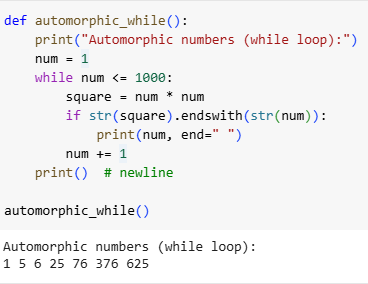 def automorphic_while():
    print("Automorphic numbers (while loop):")
    num = 1
    while num <= 1000:
        square = num * num
        if str(square).endswith(str(num)):
            print(num, end=" ")
        num += 1
    print()  # newline

automorphic_while()

Automorphic numbers (while loop):
1 5 6 25 76 376 625